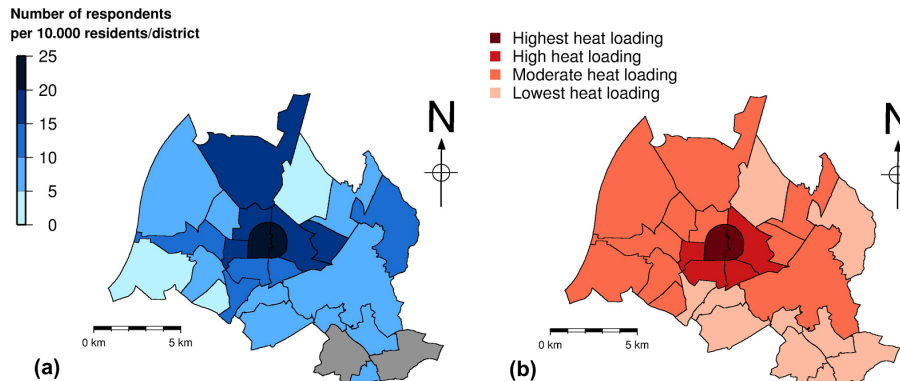 Number of respondents
per 10.000 residents/district
25
20
15
10
5
0
N
0 km 5 km
(a)
Highest heat loading
High heat loading
Moderate heat loading
Lowest heat loading
N
0 km 5 km
(b)